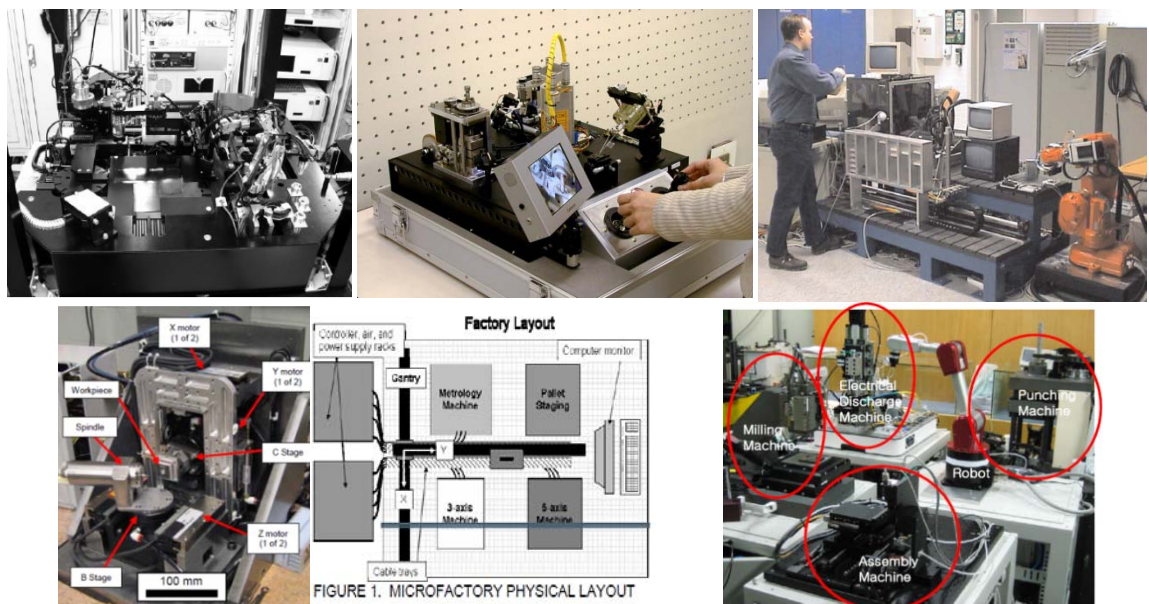 X motor
(1 of 2)
Workpiece
Y motor
(1 of 2)
Spindle
C Stage
Z motor
(1 of 2)
B Stage
100 mm
Factory Layout
Controller, air, and
power supply racks
Computer monitor
Gantry
Metrology
Machine
Pallet
Staging
Y
X
3-axis
Machine
5-axis
Machine
Cable trays
FIGURE 1. MICROFACTORY PHYSICAL LAYOUT
Electrical
Discharge
Machine
Punching
Machine
Milling
Machine
Robot
Assembly
Machine